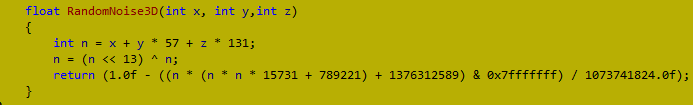 float RandomNoise3D(int x, int y,int z)
{
int n = x + y * 57 + z * 131;
n = (n << 13) ^ n;
return (1.0f - ((n * (n * n * 15731 + 789221) + 1376312589) & 0x7fffffff) / 1073741824.0f);
}